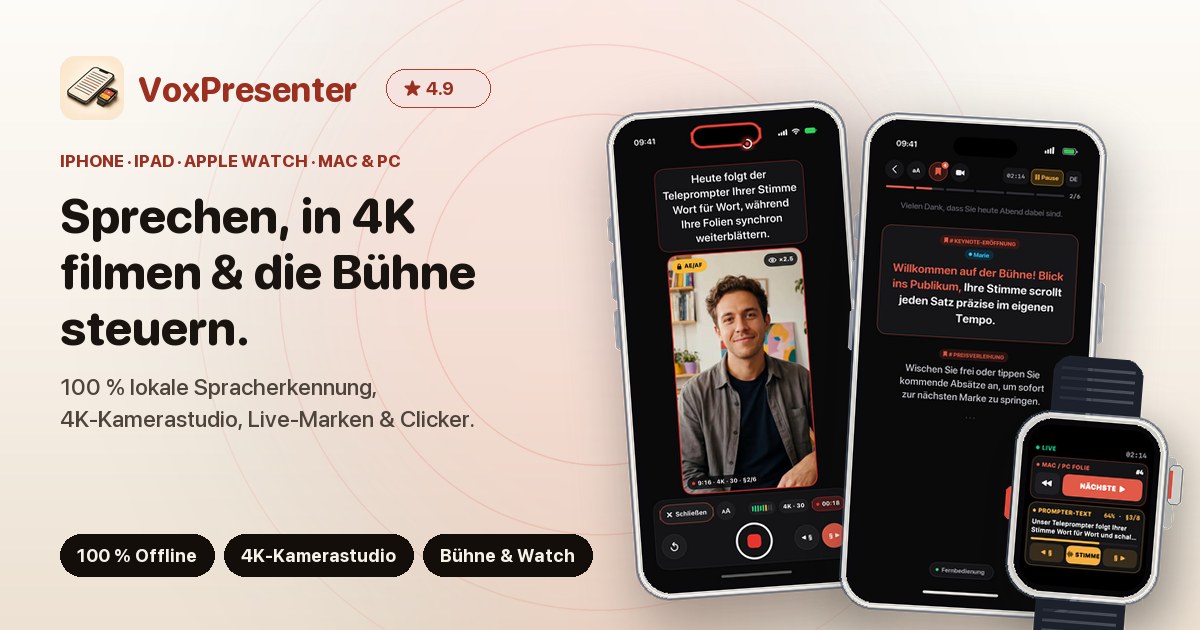 VoxPresenter
★ 4.9
IPHONE · IPAD · APPLE WATCH · MAC & PC
Sprechen, in 4K
filmen & die Bühne
steuern.
100 % lokale Spracherkennung,
4K-Kamerastudio, Live-Marken & Clicker.
100 % Offline
4K-Kamerastudio
Bühne & Watch
09:41
Heute folgt der
Teleprompter Ihrer Stimme
Wort für Wort, während
Ihre Folien synchron
weiterblättern.
AE/AF
×2.5
9:16 · 4K · 30 · §2/6
✕ Schließen
AA
4K · 30
00:18
◀ §
§ ▶
09:41
aA
02:14
Pause
DE
2/6
Vielen Dank, dass Sie heute Abend dabei sind.
# KEYNOTE-ERÖFFNUNG
Marie
Willkommen auf der Bühne! Blick
ins Publikum, Ihre Stimme scrollt
jeden Satz präzise im eigenen
Tempo.
# PREISVERLEIHUNG
Wischen Sie frei oder tippen Sie
kommende Absätze an, um sofort
zur nächsten Marke zu springen.
...
Fernbedienung
LIVE
02:14
MAC / PC FOLIE
#4
◀◀
NÄCHSTE ▶
PROMPTER-TEXT
64% · §3/8
Unser Teleprompter folgt Ihrer
Stimme Wort für Wort und schal...
◀ §
STIMME
§ ▶